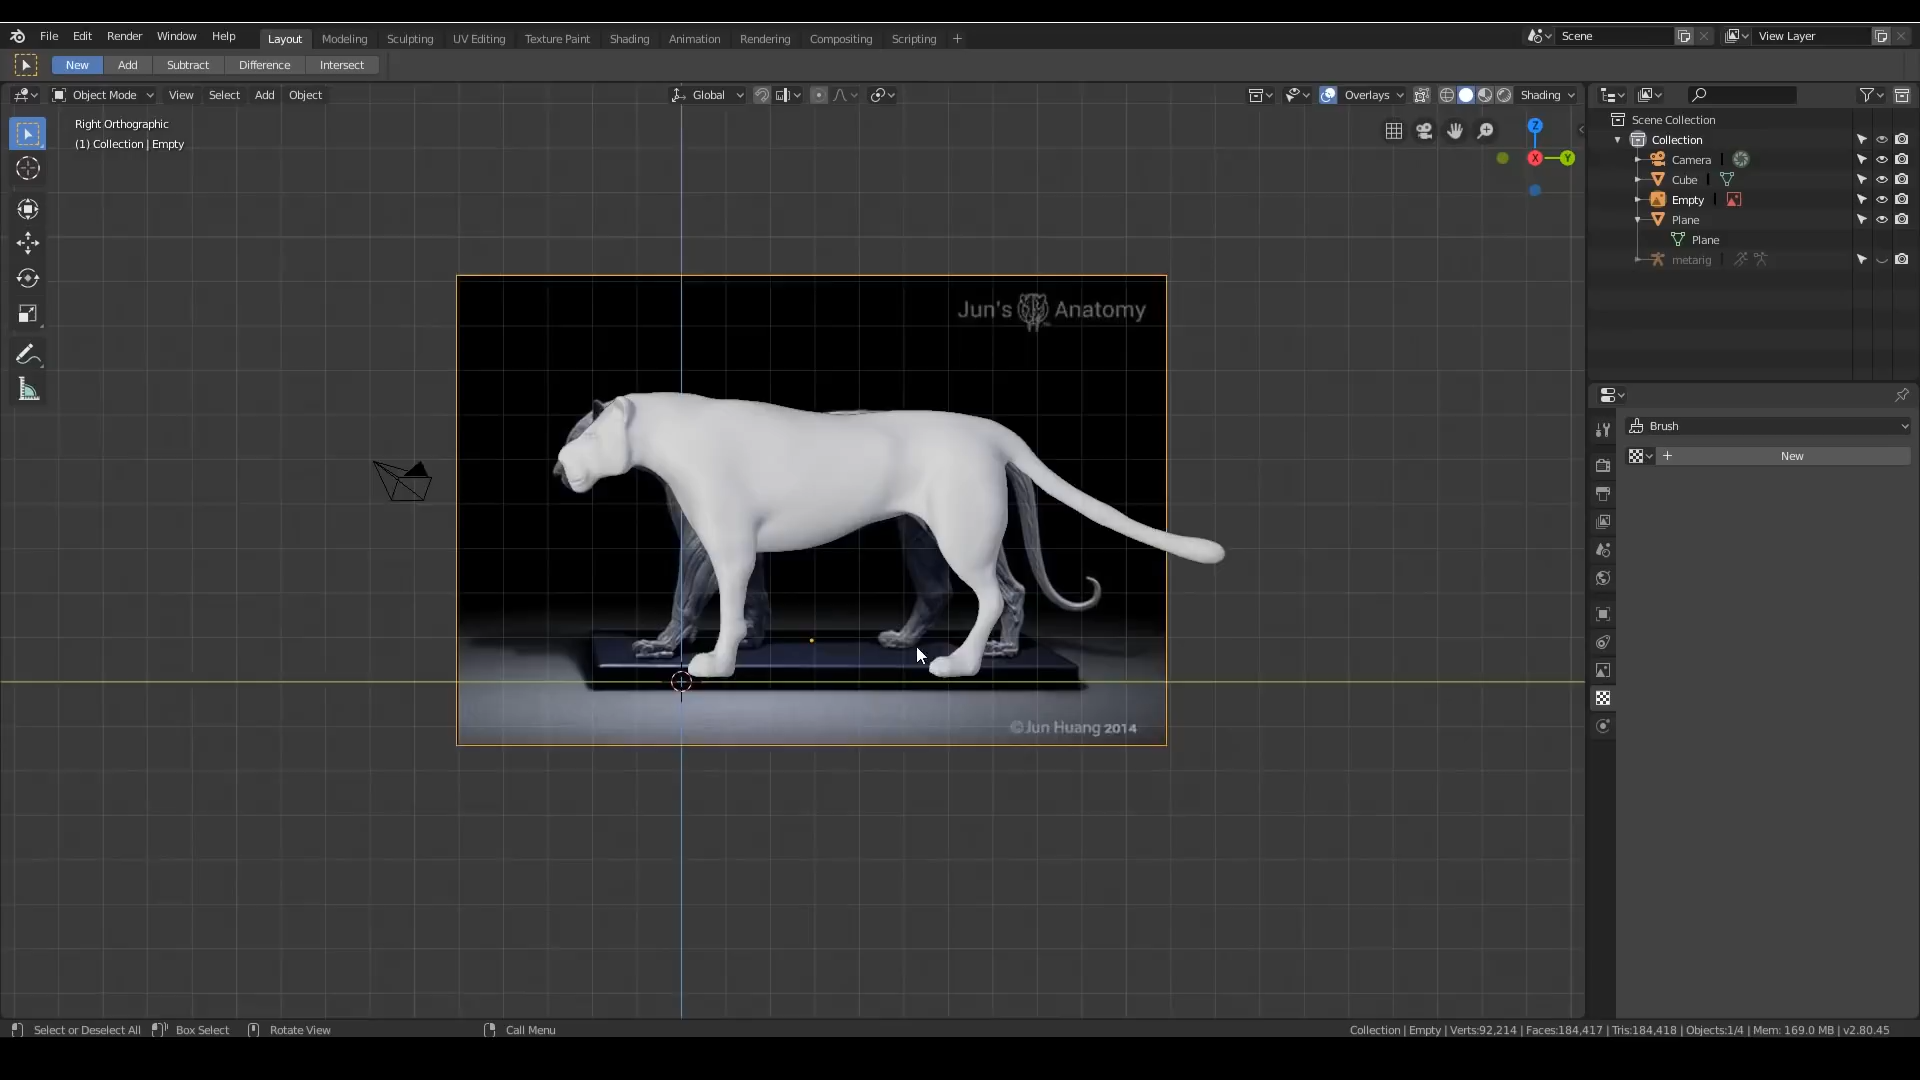 File Edit Render Window Help Layout Modeling Sculpting UV Editing Texture Paint Shading Animation Rendering Compositing Scripting + Scene View Layer
New Add Subtract Difference Intersect
Object Mode View Select Add Object Global Overlays Shading
Right Orthographic
(1) Collection | Empty
Z
X
Y
Jun's Anatomy
©Jun Huang 2014
Scene Collection
Collection
Camera
Cube
Empty
Plane
Plane
metarig
Brush
+ New
Select or Deselect All Box Select Rotate View Call Menu Collection | Empty | Verts:92,214 | Faces:184,417 | Tris:184,418 | Objects:1/4 | Mem: 169.0 MB | v2.80.45